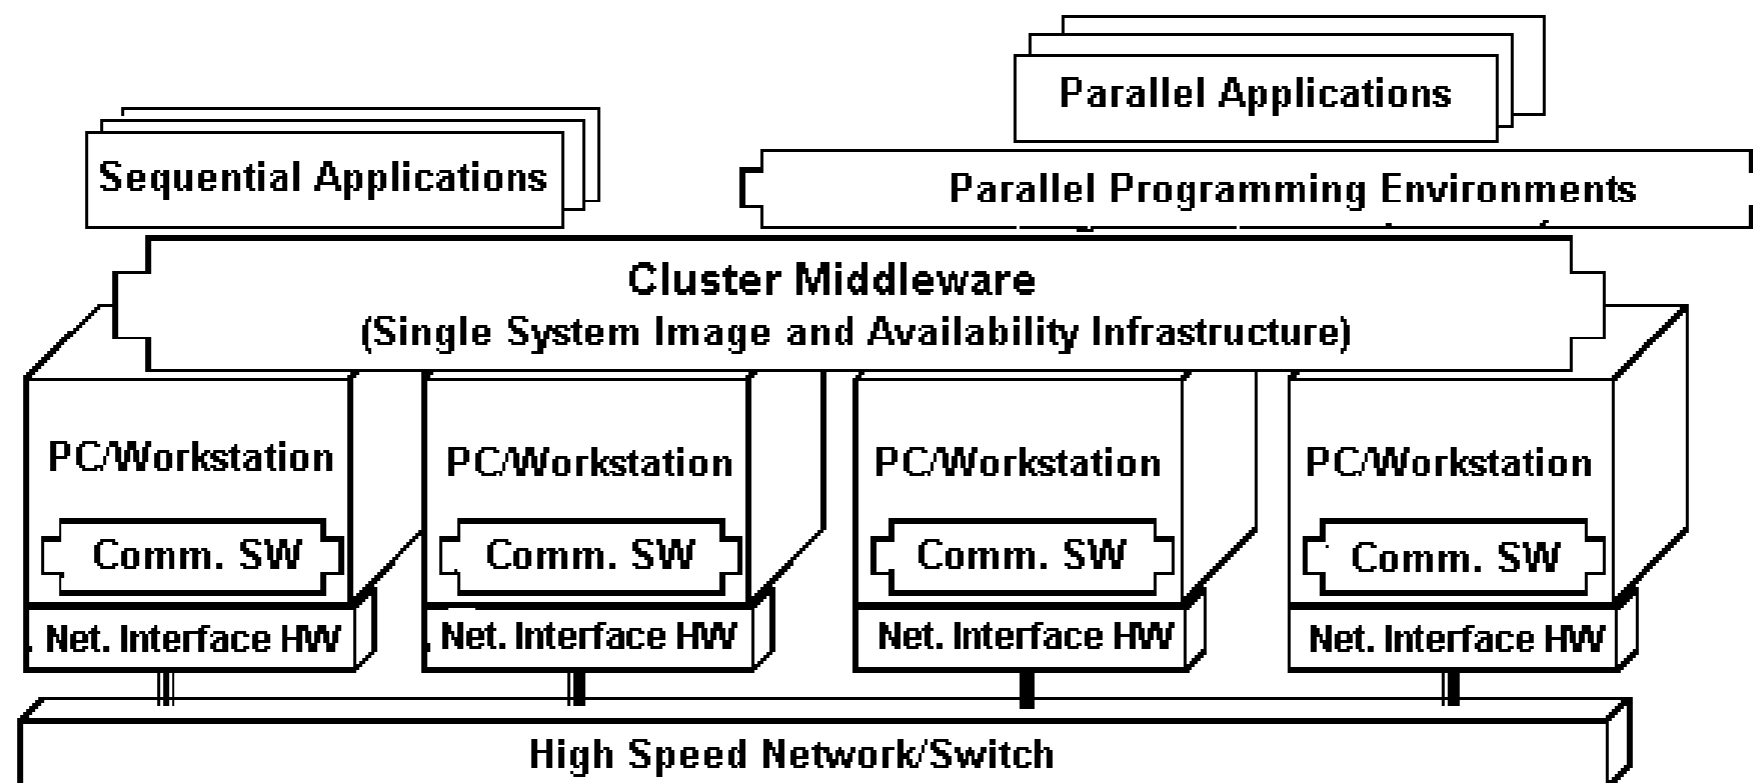 Parallel Applications
Sequential Applications
Parallel Programming Environments
Cluster Middleware
(Single System Image and Availability Infrastructure)
PC/Workstation
PC/Workstation
PC/Workstation
PC/Workstation
Comm. SW
Comm. SW
Comm. SW
Comm. SW
Net. Interface HW
Net. Interface HW
Net. Interface HW
Net. Interface HW
High Speed Network/Switch